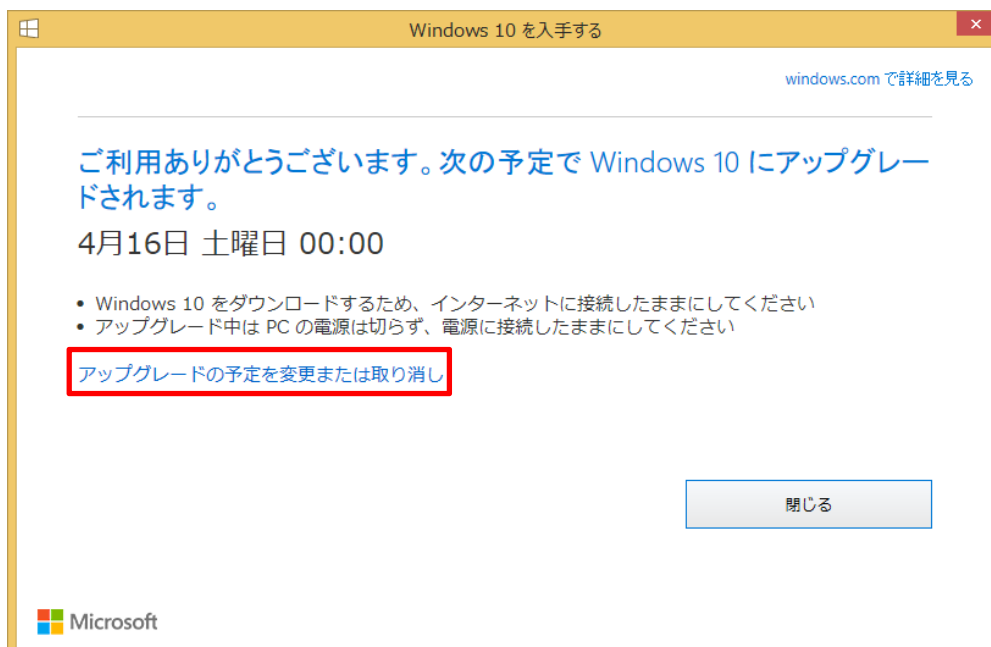 Windows 10 を入手する
windows.com で詳細を見る
ご利用ありがとうございます。次の予定で Windows 10 にアップグレー
ドされます。
4月16日 土曜日 00:00
• Windows 10 をダウンロードするため、インターネットに接続したままにしてください
• アップグレード中は PC の電源は切らず、電源に接続したままにしてください
アップグレードの予定を変更または取り消し
閉じる
Microsoft